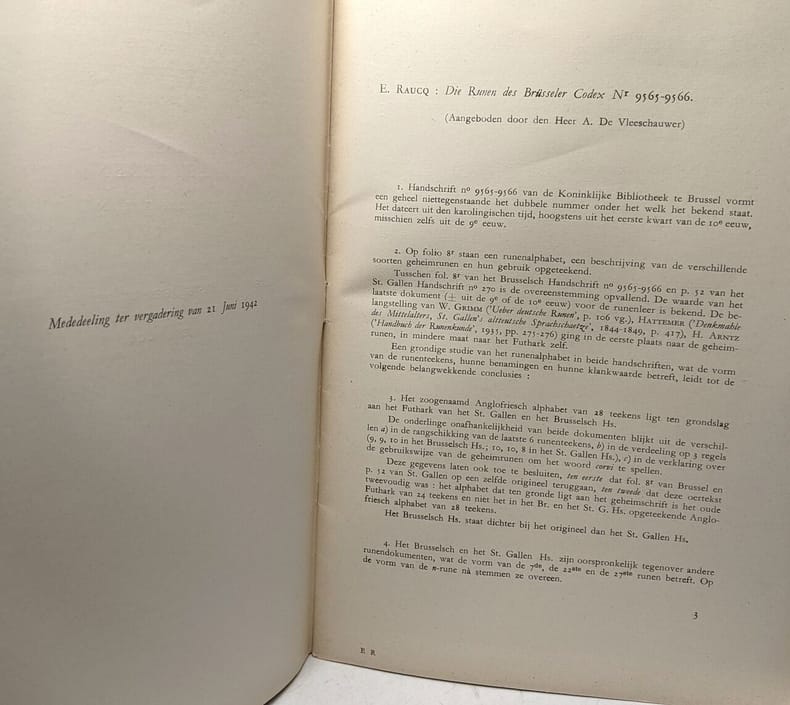 Mededeeling ter vergadering van 21 Juni 1942
E. Raucq : Die Runen des Brüsseler Codex Nr 9565-9566.
(Aangeboden door den Heer A. De Vleeschauwer)
1. Handschrift nº 9565-9566 van de Koninklijke Bibliotheek te Brussel vormt
een geheel niettegenstaande het dubbele nummer onder het welk het bekend staat.
Het dateert uit den karolingischen tijd, hoogstens uit het eerste kwart van de 10e eeuw,
misschien zelfs uit de 9e eeuw.
2. Op folio 8r staan een runenalphabet, een beschrijving van de verschillende
soorten geheimrunen en hun gebruik opgeteekend.
Tusschen fol. 8r van het Brusselsch Handschrift nº 9565-9566 en p. 52 van het
St. Gallen Handschrift nº 270 is de overeenstemming opvallend. De waarde van het
laatste dokument (± uit de 9e of de 10e eeuw) voor de runenleer is bekend. De be-
langstelling van W. Grimm ('Ueber deutsche Runen', p. 106 vg.), Hattemer ('Denkmahle
des Mittelalters, St. Gallen's altteutsche Sprachschaetze', 1844-1849, p. 417), H. Arntz
('Handbuch der Runenkunde', 1935, pp. 275-276) ging in de eerste plaats naar de geheim-
runen, in mindere maat naar het Futhark zelf.
Een grondige studie van het runenalphabet in beide handschriften, wat de vorm
van de runenteekens, hunne benamingen en hunne klankwaarde betreft, leidt tot de
volgende belangwekkende conclusies :
3. Het zoogenaamd Anglofriesch alphabet van 28 teekens ligt ten grondslag
aan het Futhark van het St. Gallen en het Brusselsch Hs.
De onderlinge onafhankelijkheid van beide dokumenten blijkt uit de verschil-
len a) in de rangschikking van de laatste 6 runenteekens, b) in de verdeeling op 3 regels
(9, 9, 10 in het Brusselsch Hs.; 10, 10, 8 in het St. Gallen Hs.), c) in de verklaring over
de gebruikswijze van de geheimrunen om het woord corvi te spellen.
Deze gegevens laten ook toe te besluiten, ten eerste dat fol. 8r van Brussel en
p. 52 van St. Gallen op een zelfde origineel teruggaan, ten tweede dat deze oertekst
tweevoudig was : het alphabet dat ten gronde ligt aan het geheimschrift is het oude
Futhark van 24 teekens en niet het in het Br. en het St. G. Hs. opgeteekende Anglo-
friesch alphabet van 28 teekens.
Het Brusselsch Hs. staat dichter bij het origineel dan het St. Gallen Hs.
4. Het Brusselsch en het St. Gallen Hs. zijn oorspronkelijk tegenover andere
runendokumenten, wat de vorm van de 7de, de 22ste en de 27ste runen betreft. Op
de vorm van de n-rune nà stemmen ze overeen.
3
E. R.